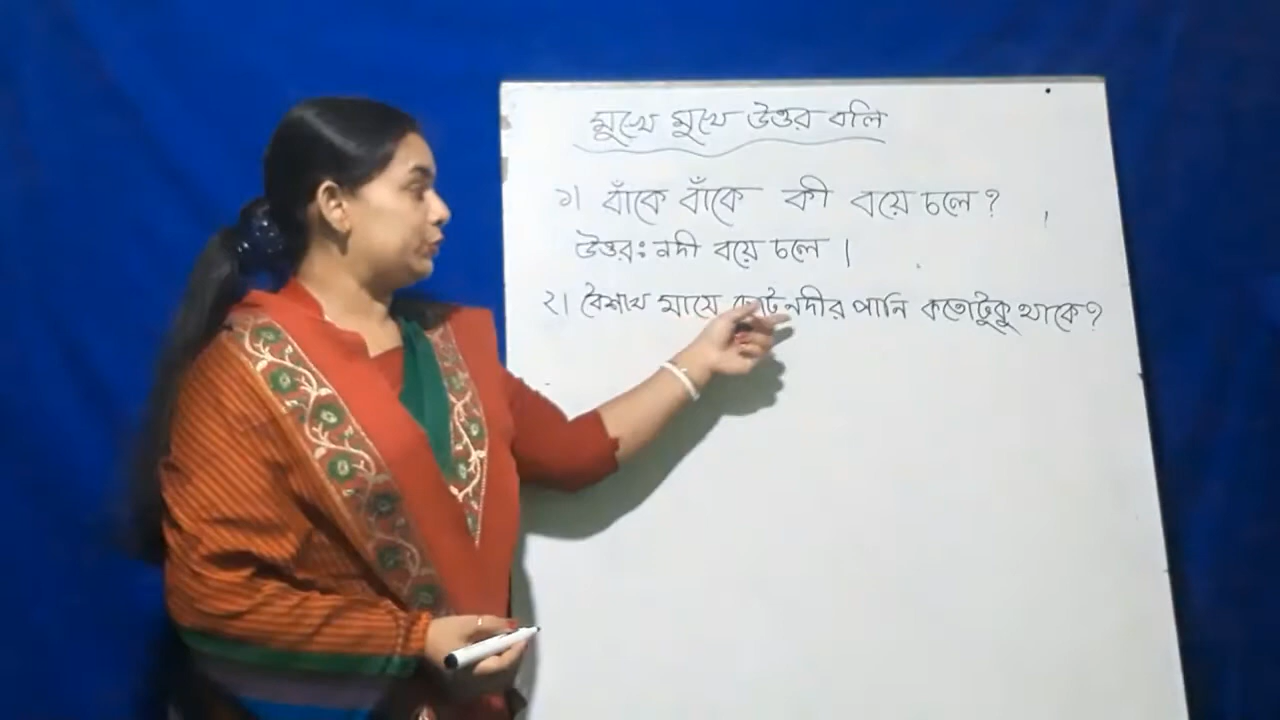 মুখে মুখে উত্তর বলি
১। বাঁকে বাঁকে কী বয়ে চলে?
উত্তরঃ নদী বয়ে চলে।
২। বৈশাখ মাসে নদীর পানি কতোটুকু থাকে?